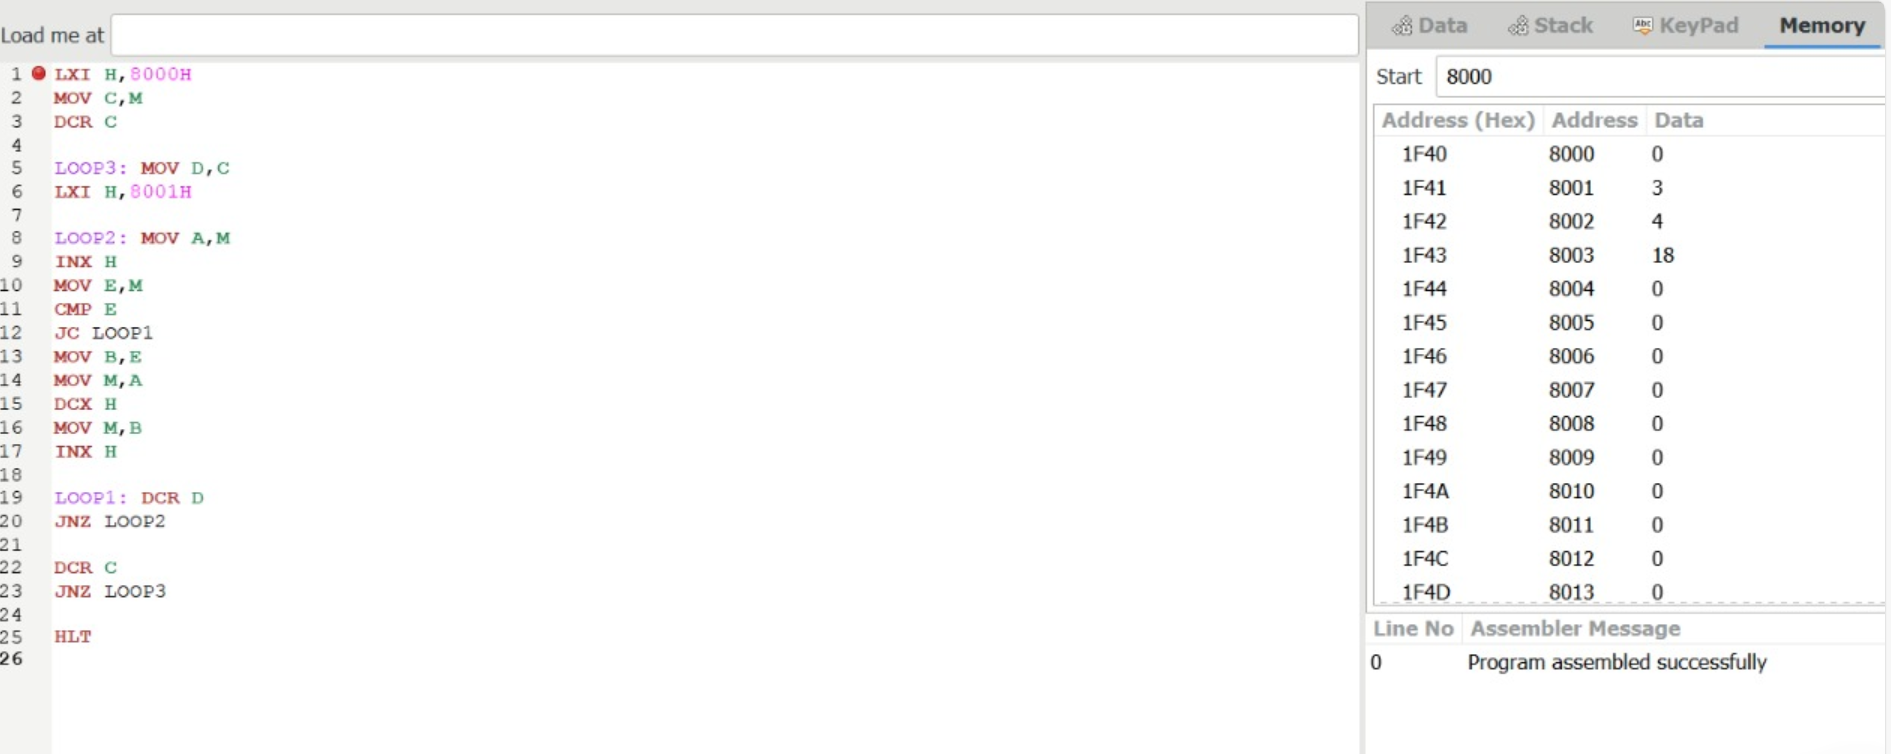 Load me at
1 LXI H,8000H
2 MOV C,M
3 DCR C
4
5 LOOP3: MOV D,C
6 LXI H,8001H
7
8 LOOP2: MOV A,M
9 INX H
10 MOV E,M
11 CMP E
12 JC LOOP1
13 MOV B,E
14 MOV M,A
15 DCX H
16 MOV M,B
17 INX H
18
19 LOOP1: DCR D
20 JNZ LOOP2
21
22 DCR C
23 JNZ LOOP3
24
25 HLT
26
Data Stack Abc KeyPad Memory
Start 8000
Address (Hex) Address Data
1F40 8000 0
1F41 8001 3
1F42 8002 4
1F43 8003 18
1F44 8004 0
1F45 8005 0
1F46 8006 0
1F47 8007 0
1F48 8008 0
1F49 8009 0
1F4A 8010 0
1F4B 8011 0
1F4C 8012 0
1F4D 8013 0
Line No Assembler Message
0 Program assembled successfully